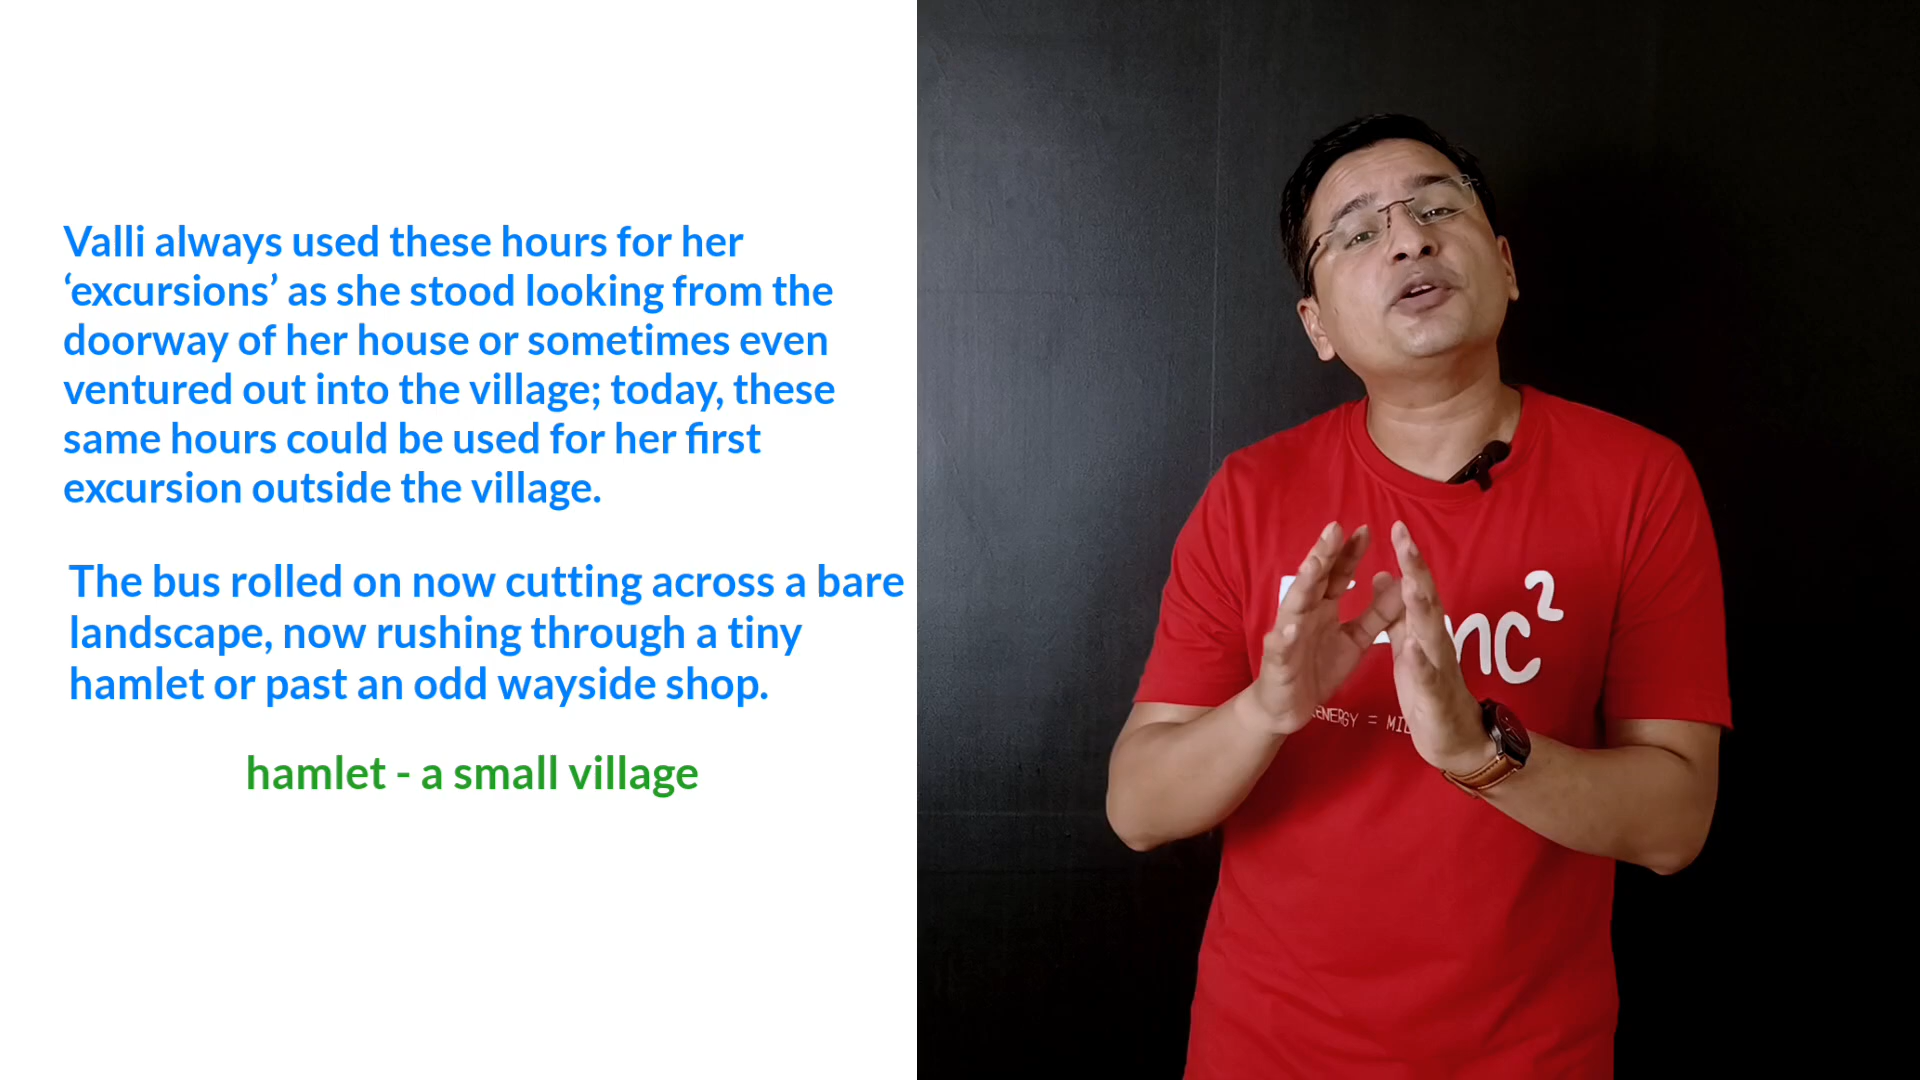 Valli always used these hours for her
‘excursions’ as she stood looking from the
doorway of her house or sometimes even
ventured out into the village; today, these
same hours could be used for her first
excursion outside the village.
The bus rolled on now cutting across a bare
landscape, now rushing through a tiny
hamlet or past an odd wayside shop.
hamlet - a small village
mc²
ENERGY =